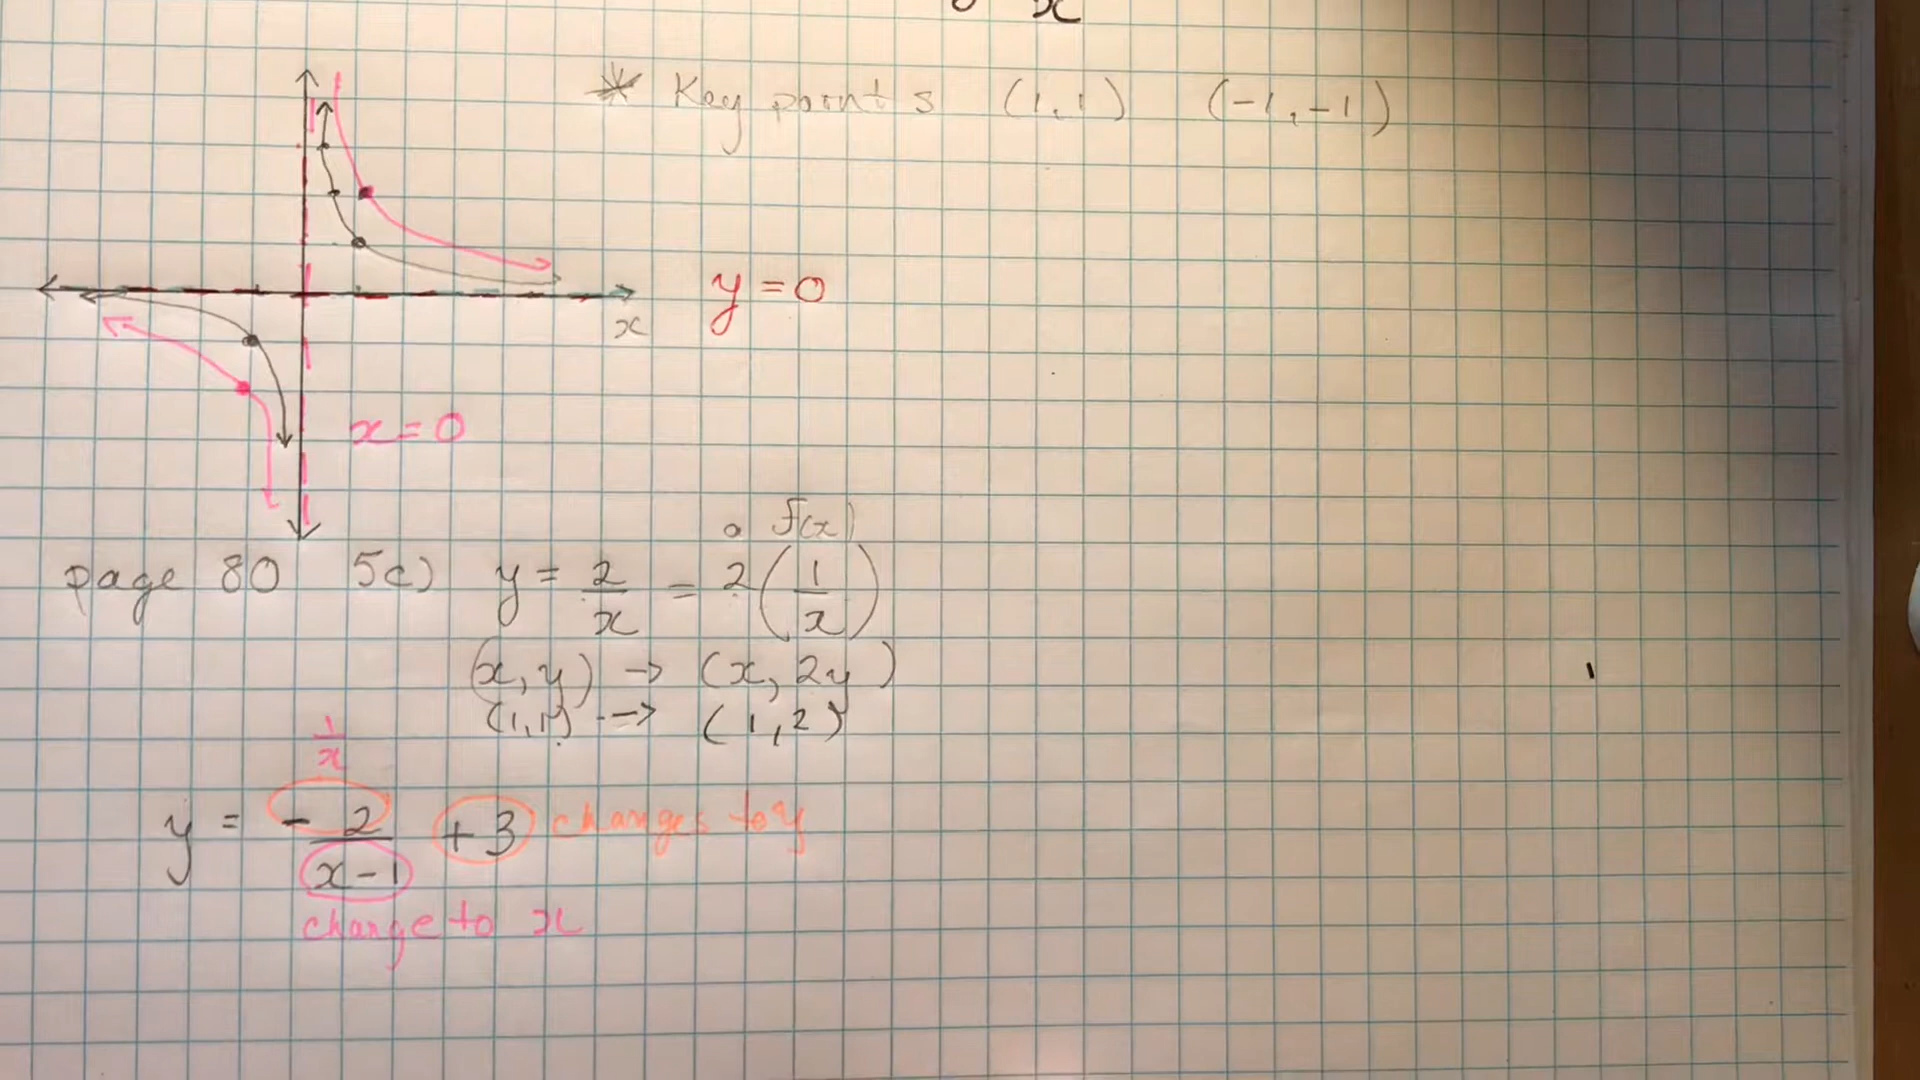 x
* Key points (1,1) (-1,-1)
y = 0
x
x = 0
a f(x)
page 80 5c) y = 2/x = 2(1/x)
(x, y) → (x, 2y)
(1,1) → (1,2)
1/x
y = - 2/(x-1) + 3 changes to y
change to x